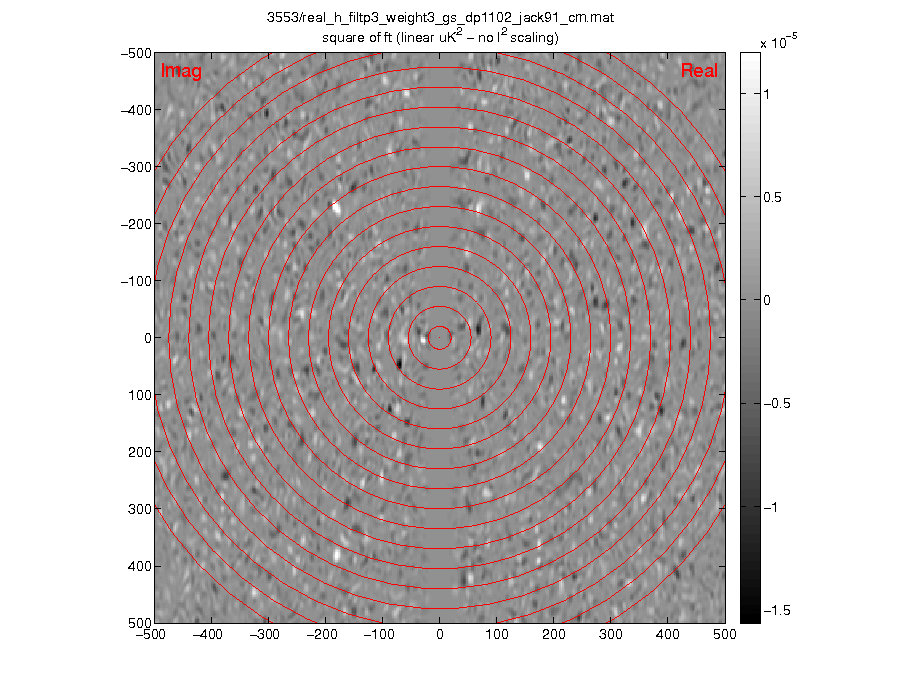 3553/real_h_filtp3_weight3_gs_dp1102_jack91_cm.mat
square of ft (linear uK² − no l² scaling)
x 10⁻⁵
Imag
Real
−500
−400
−300
−200
−100
0
100
200
300
400
500
−500 −400 −300 −200 −100 0 100 200 300 400 500
1
0.5
0
−0.5
−1
−1.5